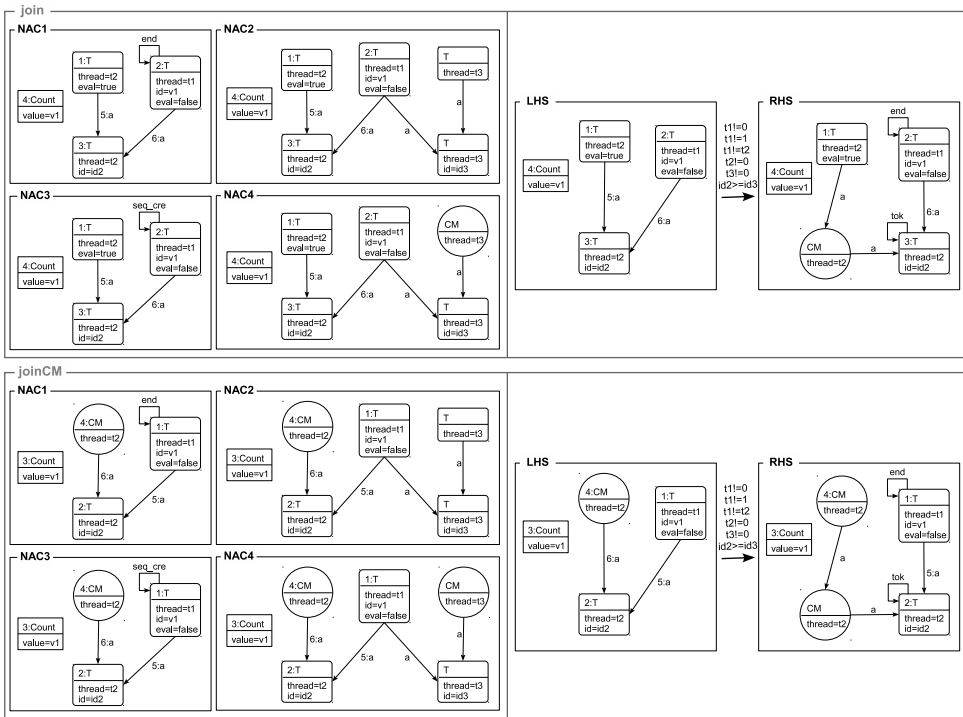 join
NAC1
end
1:T
thread=t2
eval=true
2:T
thread=t1
id=v1
eval=false
4:Count
value=v1
5:a
6:a
3:T
thread=t2
id=id2
NAC2
1:T
thread=t2
eval=true
2:T
thread=t1
id=v1
eval=false
T
thread=t3
4:Count
value=v1
5:a
6:a
a
a
3:T
thread=t2
id=id2
T
thread=t3
id=id3
NAC3
seq_cre
1:T
thread=t2
eval=true
2:T
thread=t1
id=v1
eval=false
4:Count
value=v1
5:a
6:a
3:T
thread=t2
id=id2
NAC4
1:T
thread=t2
eval=true
2:T
thread=t1
id=v1
eval=false
CM
thread=t3
4:Count
value=v1
5:a
6:a
a
a
3:T
thread=t2
id=id2
T
thread=t3
id=id3
LHS
1:T
thread=t2
eval=true
2:T
thread=t1
id=v1
eval=false
4:Count
value=v1
5:a
6:a
3:T
thread=t2
id=id2
t1!=0
t1!=1
t1!=t2
t2!=0
t3!=0
id2>=id3
RHS
end
1:T
thread=t2
eval=true
2:T
thread=t1
id=v1
eval=false
4:Count
value=v1
a
6:a
tok
CM
thread=t2
a
3:T
thread=t2
id=id2
joinCM
NAC1
end
4:CM
thread=t2
1:T
thread=t1
id=v1
eval=false
3:Count
value=v1
6:a
5:a
2:T
thread=t2
id=id2
NAC2
4:CM
thread=t2
1:T
thread=t1
id=v1
eval=false
T
thread=t3
3:Count
value=v1
6:a
5:a
a
a
2:T
thread=t2
id=id2
T
thread=t3
id=id3
NAC3
seq_cre
4:CM
thread=t2
1:T
thread=t1
id=v1
eval=false
3:Count
value=v1
6:a
5:a
2:T
thread=t2
id=id2
NAC4
4:CM
thread=t2
1:T
thread=t1
id=v1
eval=false
CM
thread=t3
3:Count
value=v1
6:a
5:a
a
a
2:T
thread=t2
id=id2
T
thread=t3
id=id3
LHS
4:CM
thread=t2
1:T
thread=t1
id=v1
eval=false
3:Count
value=v1
6:a
5:a
2:T
thread=t2
id=id2
t1!=0
t1!=1
t1!=t2
t2!=0
t3!=0
id2>=id3
RHS
end
4:CM
thread=t2
1:T
thread=t1
id=v1
eval=false
3:Count
value=v1
a
5:a
tok
CM
thread=t2
a
2:T
thread=t2
id=id2